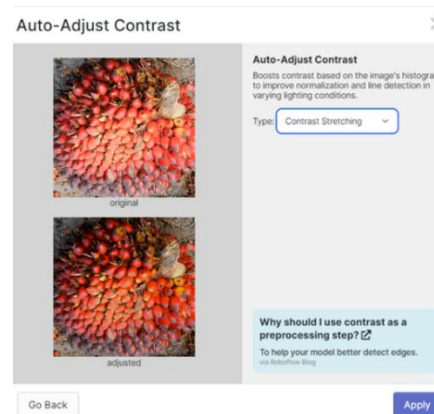 Auto-Adjust Contrast
original
adjusted
Auto-Adjust Contrast
Boosts contrast based on the image's histogra
to improve normalization and line detection in
varying lighting conditions.
Type: Contrast Stretching
Why should I use contrast as a
preprocessing step?
To help your model better detect edges.
via Roboflow Blog
Go Back
Apply